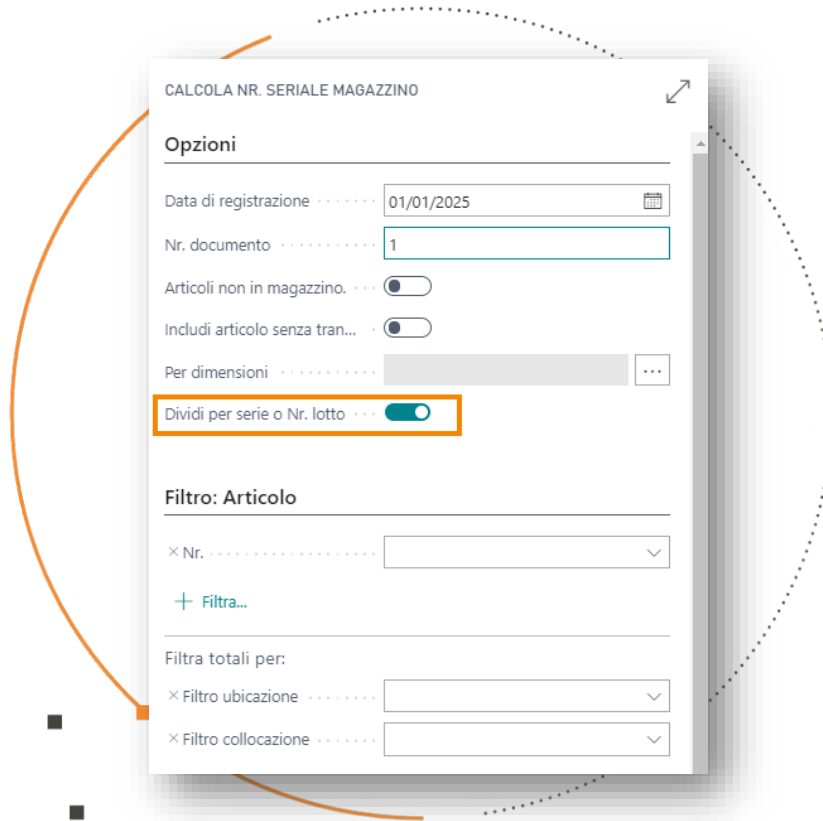 CALCOLA NR. SERIALE MAGAZZINO
Opzioni
Data di registrazione 01/01/2025
Nr. documento 1
Articoli non in magazzino.
Includi articolo senza tran...
Per dimensioni ...
Dividi per serie o Nr. lotto
Filtro: Articolo
× Nr.
+ Filtra...
Filtra totali per:
× Filtro ubicazione
× Filtro collocazione